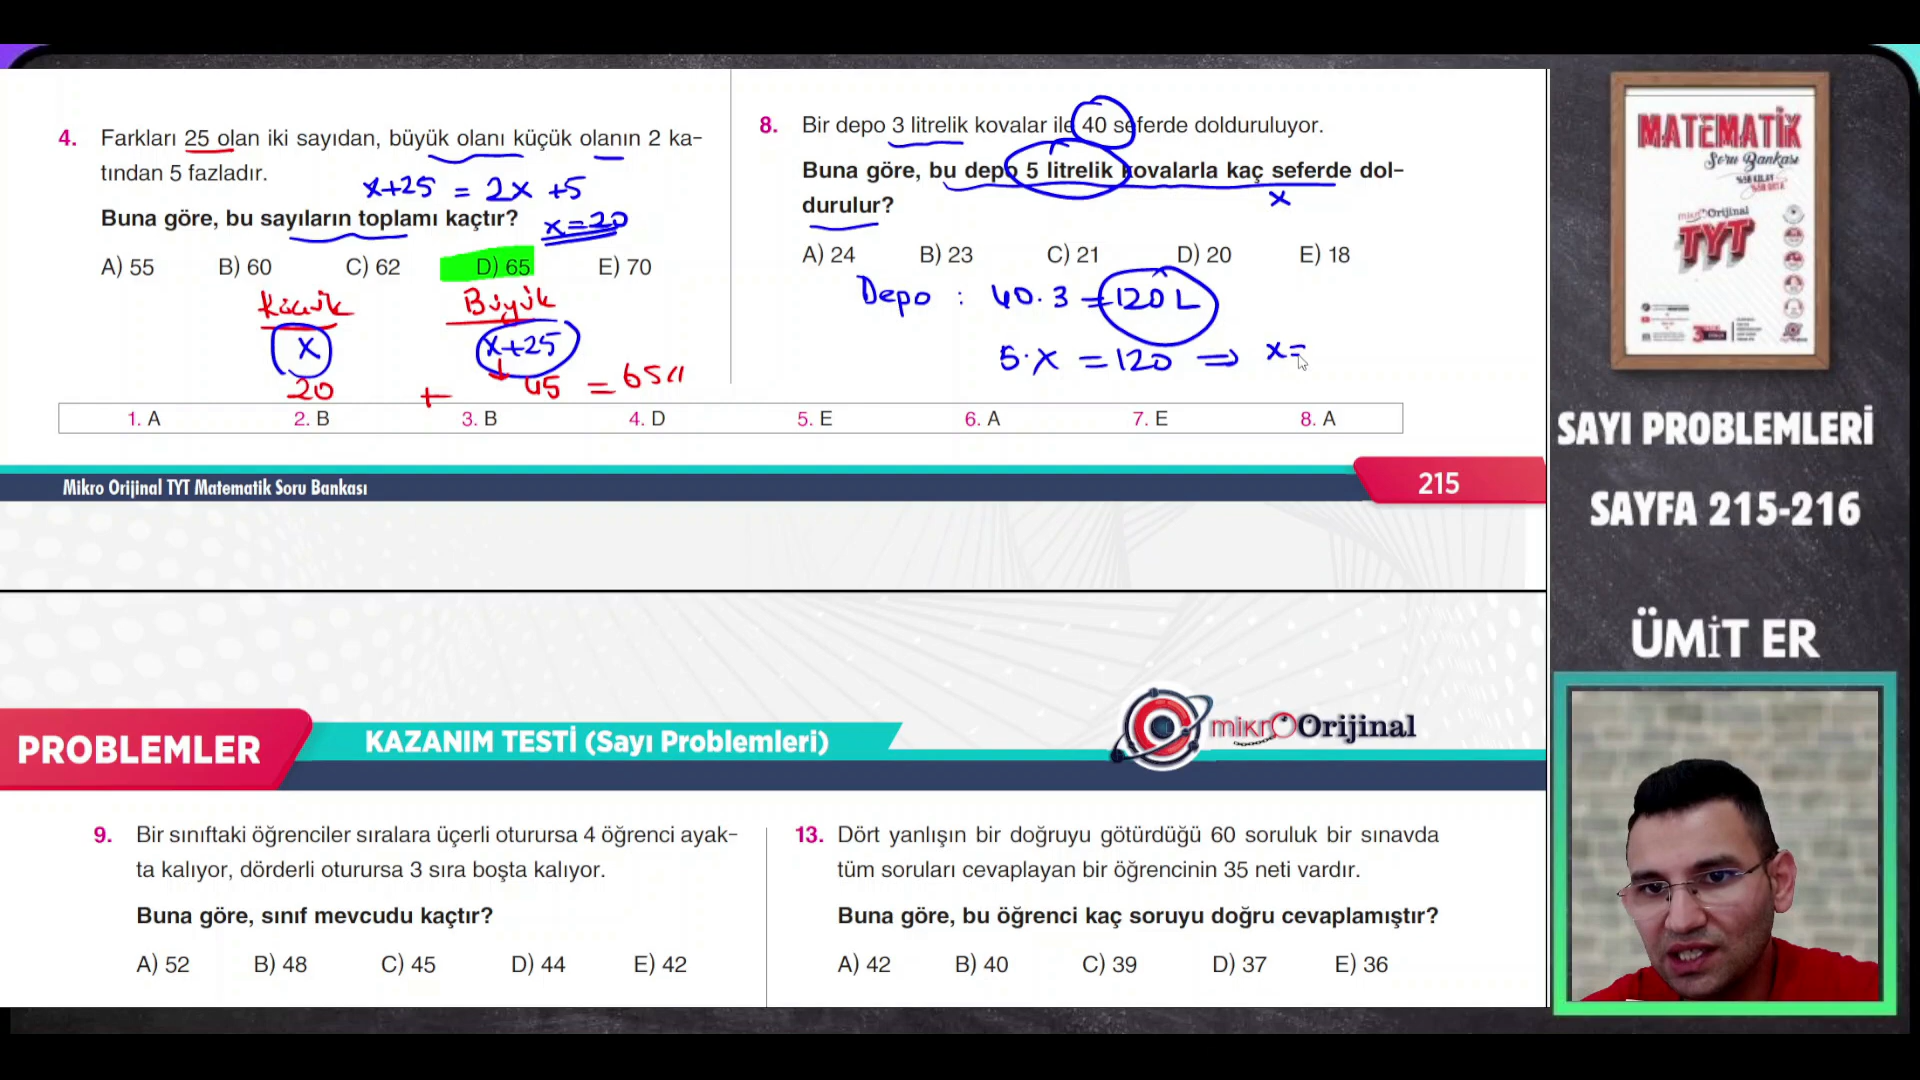 4. Farkları 25 olan iki sayıdan, büyük olanı küçük olanın 2 ka-
tından 5 fazladır.
x+25 = 2x +5
Buna göre, bu sayıların toplamı kaçtır?
x=20
A) 55 B) 60 C) 62 D) 65 E) 70
Küçük Büyük
x x+25
20 + 45 = 65//
8. Bir depo 3 litrelik kovalar ile 40 seferde dolduruluyor.
Buna göre, bu depo 5 litrelik kovalarla kaç seferde dol-
durulur?
x
A) 24 B) 23 C) 21 D) 20 E) 18
Depo : 40.3 = 120 L
5.x = 120 ⇒ x=
1. A 2. B 3. B 4. D 5. E 6. A 7. E 8. A
Mikro Orijinal TYT Matematik Soru Bankası
215
PROBLEMLER
KAZANIM TESTİ (Sayı Problemleri)
mikro Orijinal
9. Bir sınıftaki öğrenciler sıralara üçerli oturursa 4 öğrenci ayak-
ta kalıyor, dörderli oturursa 3 sıra boşta kalıyor.
Buna göre, sınıf mevcudu kaçtır?
A) 52 B) 48 C) 45 D) 44 E) 42
13. Dört yanlışın bir doğruyu götürdüğü 60 soruluk bir sınavda
tüm soruları cevaplayan bir öğrencinin 35 neti vardır.
Buna göre, bu öğrenci kaç soruyu doğru cevaplamıştır?
A) 42 B) 40 C) 39 D) 37 E) 36
MATEMATİK
Soru Bankası
mikro Orijinal
TYT
SAYI PROBLEMLERİ
SAYFA 215-216
ÜMİT ER